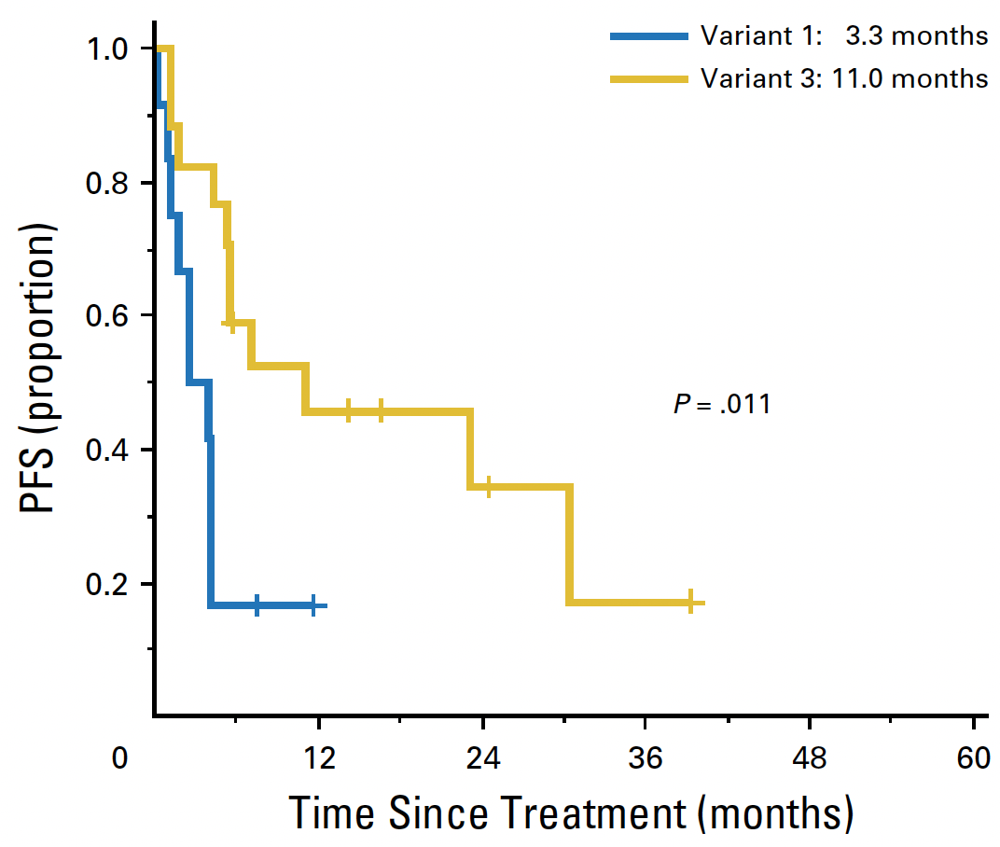 Variant 1: 3.3 months
Variant 3: 11.0 months
1.0
0.8
0.6
0.4
0.2
0
PFS (proportion)
P = .011
12 24 36 48 60
Time Since Treatment (months)